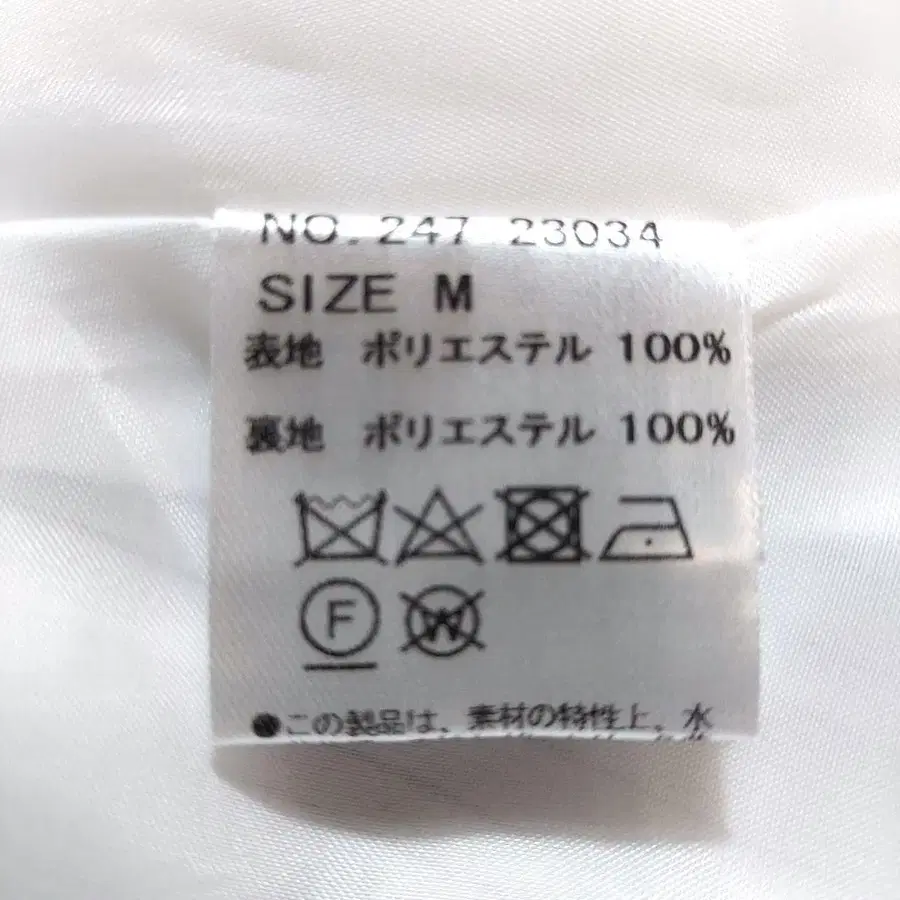 NO. 247 23034
SIZE M
表地 ポリエステル 100%
裏地 ポリエステル 100%
F
W
●この製品は、素材の特性上、水